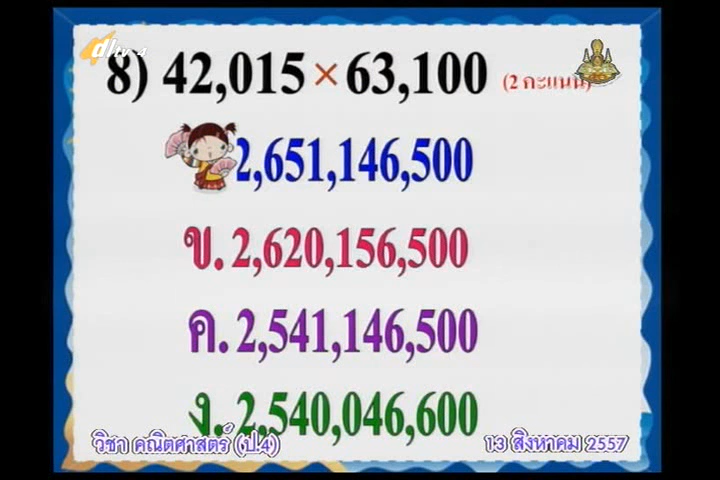 dltv 4
8) 42,015 × 63,100 (2 คะแนน)
2,651,146,500
ข. 2,620,156,500
ค. 2,541,146,500
ง. 2,540,046,600
วิชา คณิตศาสตร์ (ป.4)
13 สิงหาคม 2557